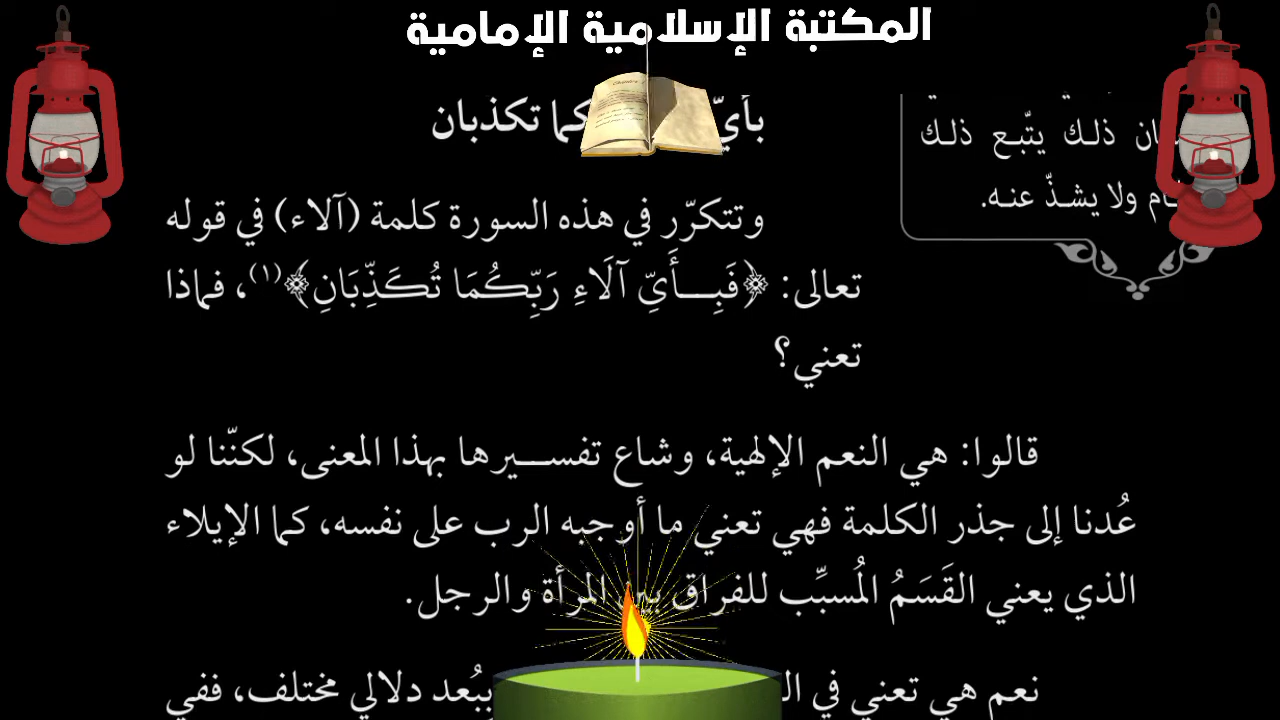 المكتبة الإسلامية الإمامية
بأيّ كما تكذبان
ذلك يتّبع ذلك
ولا يشذّ عنه.
وتتكرّر في هذه السورة كلمة (آلاء) في قوله
تعالى: ﴿فَبِأَيِّ آلَاءِ رَبِّكُمَا تُكَذِّبَانِ﴾(١)، فماذا
تعني؟
قالوا: هي النعم الإلهية، وشاع تفسيرها بهذا المعنى، لكنّنا لو
عُدنا إلى جذر الكلمة فهي تعني ما أوجبه الرب على نفسه، كما الإيلاء
الذي يعني القَسَمُ المُسبِّب للفراق بين المرأة والرجل.
نعم هي تعني في ببُعد دلالي مختلف، ففي